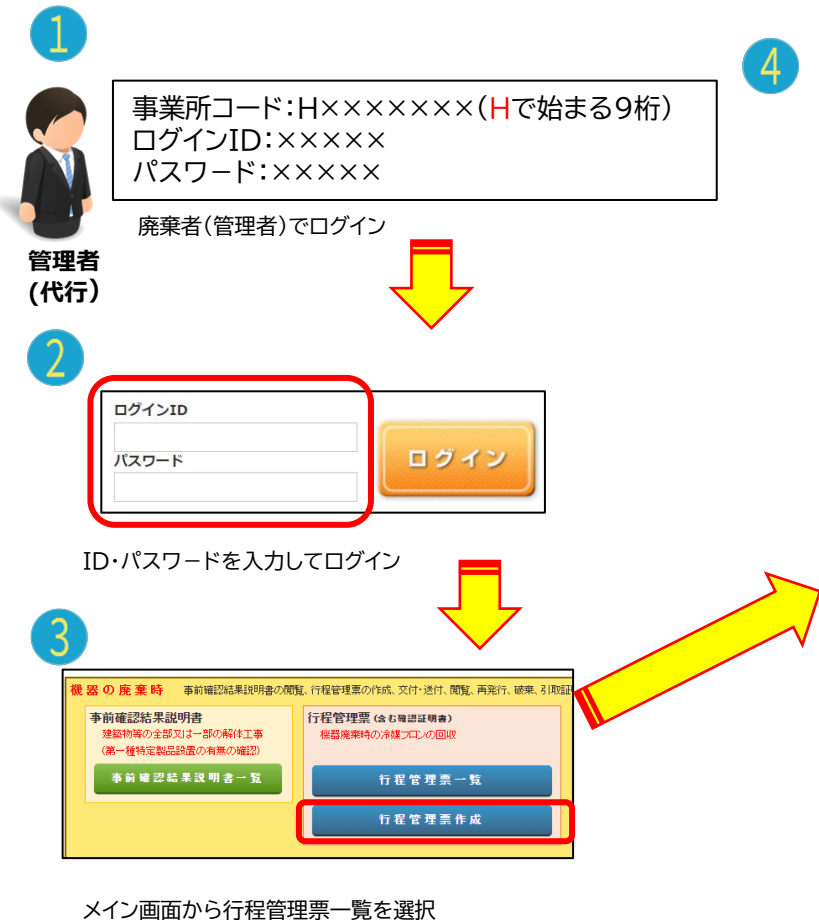 1
事業所コード:H×××××××(Hで始まる9桁)
ログインID:×××××
パスワード:×××××
廃棄者(管理者)でログイン
管理者
(代行)
2
ログインID
パスワード
ログイン
ID・パスワードを入力してログイン
3
機器の廃棄時 事前確認結果説明書の閲覧、行程管理票の作成、交付・送付、閲覧、再発行、破棄、引取証
事前確認結果説明書
建築物等の全部又は一部の解体工事
(第一種特定製品設置の有無の確認)
事前確認結果説明書一覧
行程管理票(含む確認証明書)
機器廃棄時の冷媒フロンの回収
行程管理票一覧
行程管理票作成
メイン画面から行程管理票一覧を選択
4